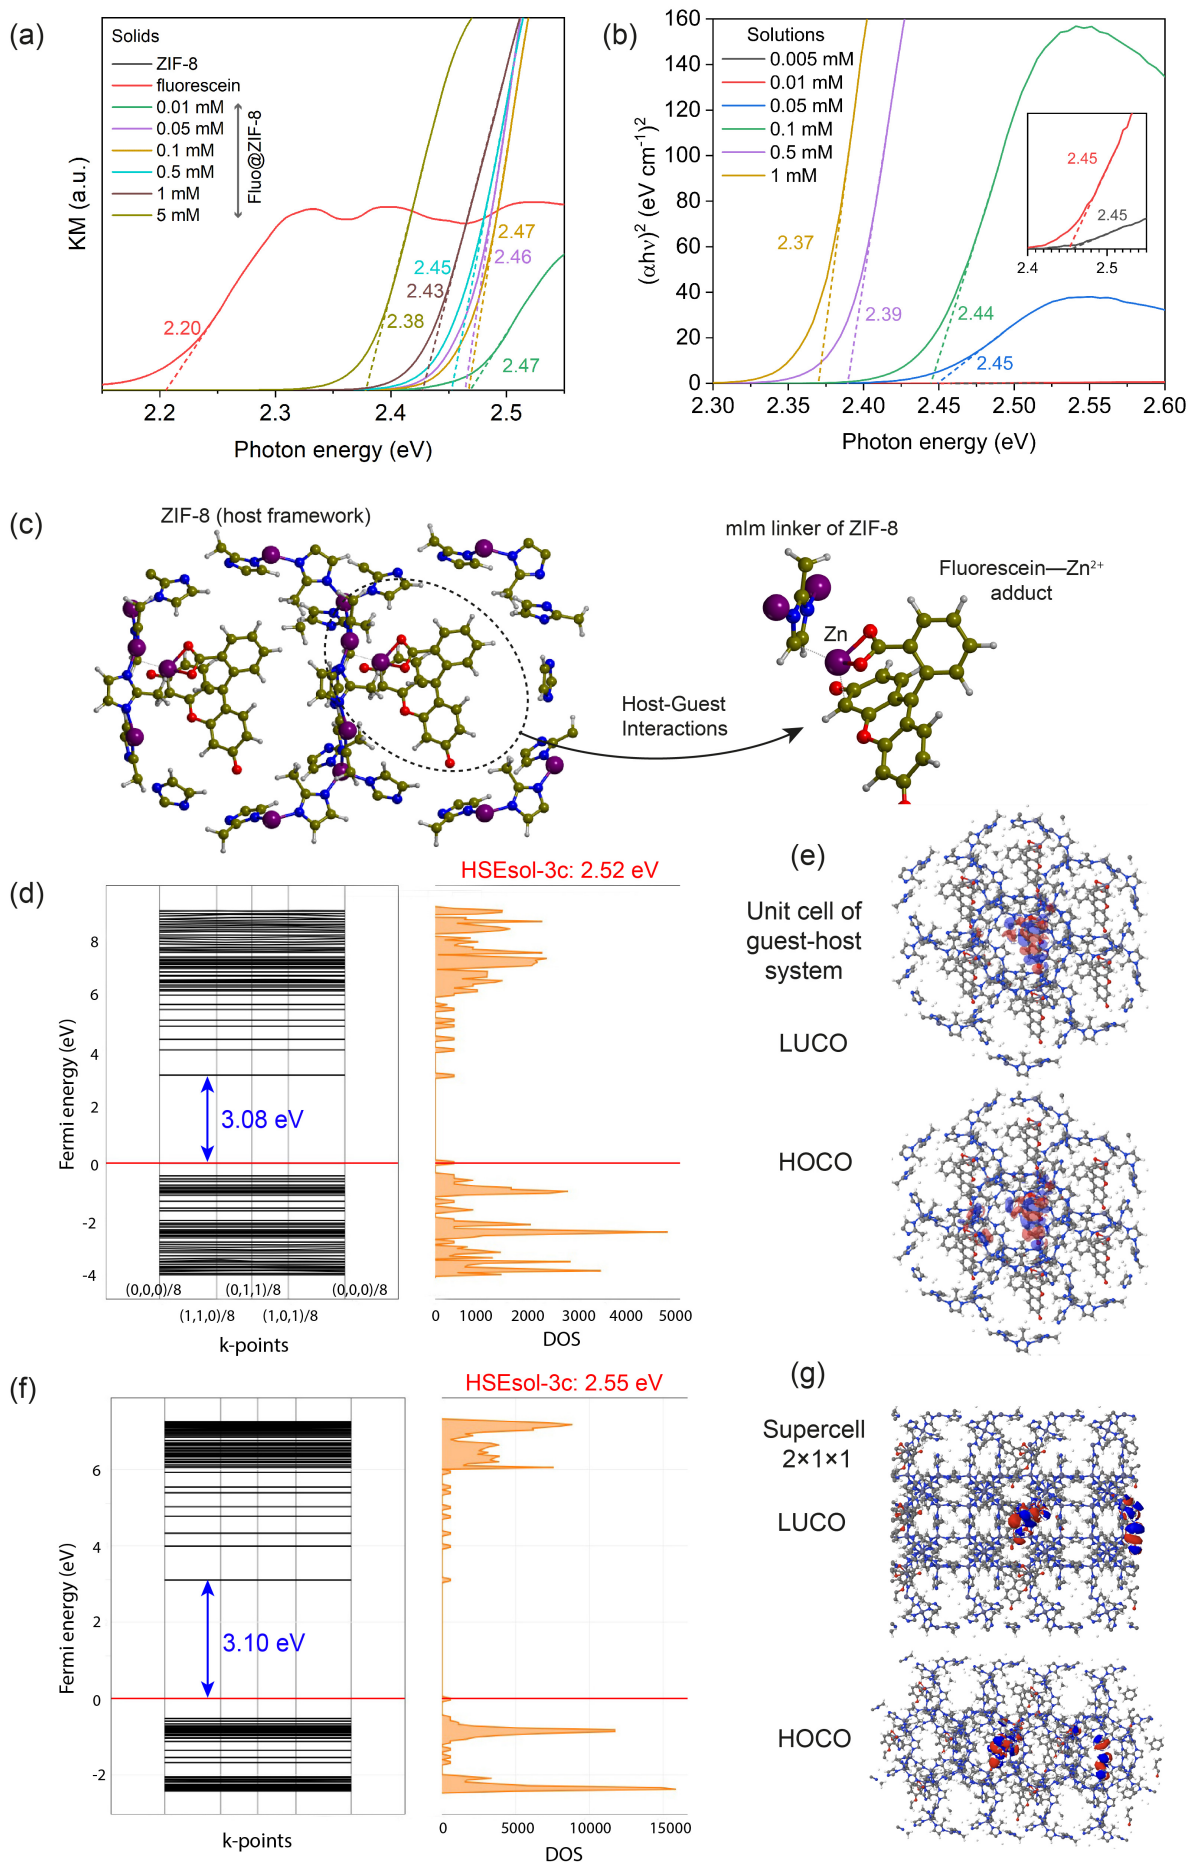 (a)
Solids
ZIF-8
fluorescein
0.01 mM
0.05 mM
0.1 mM
0.5 mM
1 mM
5 mM
Fluo@ZIF-8
KM (a.u.)
2.20
2.38
2.43
2.45
2.47
2.46
2.47
2.2
2.3
2.4
2.5
Photon energy (eV)
(b)
Solutions
0.005 mM
0.01 mM
0.05 mM
0.1 mM
0.5 mM
1 mM
(αhν)² (eV cm⁻¹)²
160
140
120
100
80
60
40
20
0
2.37
2.39
2.44
2.45
2.45
2.45
2.4
2.5
2.30
2.35
2.40
2.45
2.50
2.55
2.60
Photon energy (eV)
(c)
ZIF-8 (host framework)
mIm linker of ZIF-8
Fluorescein—Zn²⁺
adduct
Zn
Host-Guest
Interactions
(d)
HSEsol-3c: 2.52 eV
Fermi energy (eV)
8
6
4
2
0
-2
-4
3.08 eV
(0,0,0)/8
(0,1,1)/8
(0,0,0)/8
(1,1,0)/8
(1,0,1)/8
k-points
0
1000
2000
3000
4000
5000
DOS
(e)
Unit cell of
guest-host
system
LUCO
HOCO
(f)
HSEsol-3c: 2.55 eV
Fermi energy (eV)
6
4
2
0
-2
3.10 eV
k-points
0
5000
10000
15000
DOS
(g)
Supercell
2×1×1
LUCO
HOCO